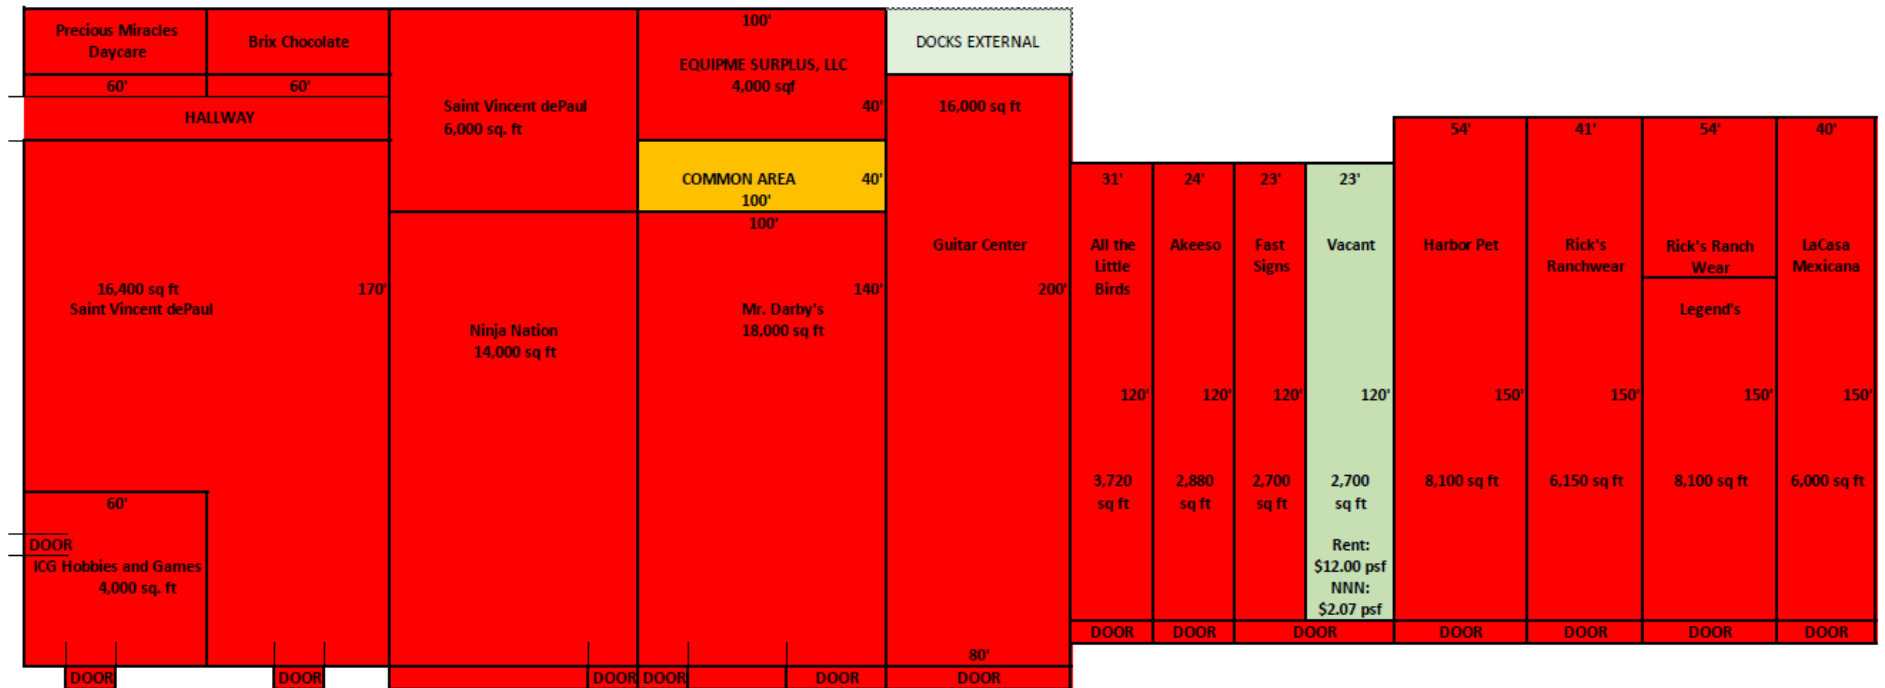 Precious Miracles
Daycare
60'
Brix Chocolate
60'
HALLWAY
16,400 sq ft
170'
Saint Vincent dePaul
60'
DOOR
ICG Hobbies and Games
4,000 sq. ft
DOOR
DOOR
Saint Vincent dePaul
6,000 sq. ft
Ninja Nation
14,000 sq ft
DOOR
100'
EQUIPME SURPLUS, LLC
4,000 sqf
40'
COMMON AREA
40'
100'
100'
140'
Mr. Darby's
18,000 sq ft
DOOR
DOOR
DOCKS EXTERNAL
16,000 sq ft
Guitar Center
200'
80'
DOOR
31'
All the
Little
Birds
120'
3,720
sq ft
DOOR
24'
Akeeso
120'
2,880
sq ft
DOOR
23'
Fast
Signs
120'
2,700
sq ft
23'
Vacant
120'
2,700
sq ft
Rent:
$12.00 psf
NNN:
$2.07 psf
DOOR
54'
Harbor Pet
150'
8,100 sq ft
DOOR
41'
Rick's
Ranchwear
150'
6,150 sq ft
DOOR
54'
Rick's Ranch
Wear
Legend's
150'
8,100 sq ft
DOOR
40'
LaCasa
Mexicana
150'
6,000 sq ft
DOOR